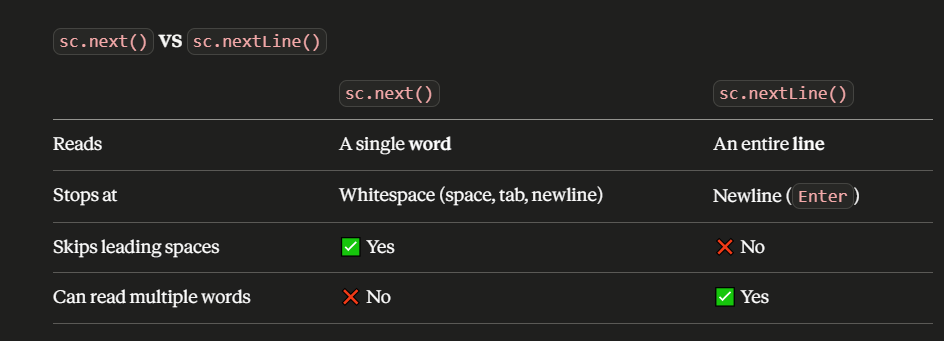 sc.next() VS sc.nextLine()
sc.next() sc.nextLine()
Reads A single word An entire line
Stops at Whitespace (space, tab, newline) Newline (Enter)
Skips leading spaces ✅ Yes ❌ No
Can read multiple words ❌ No ✅ Yes